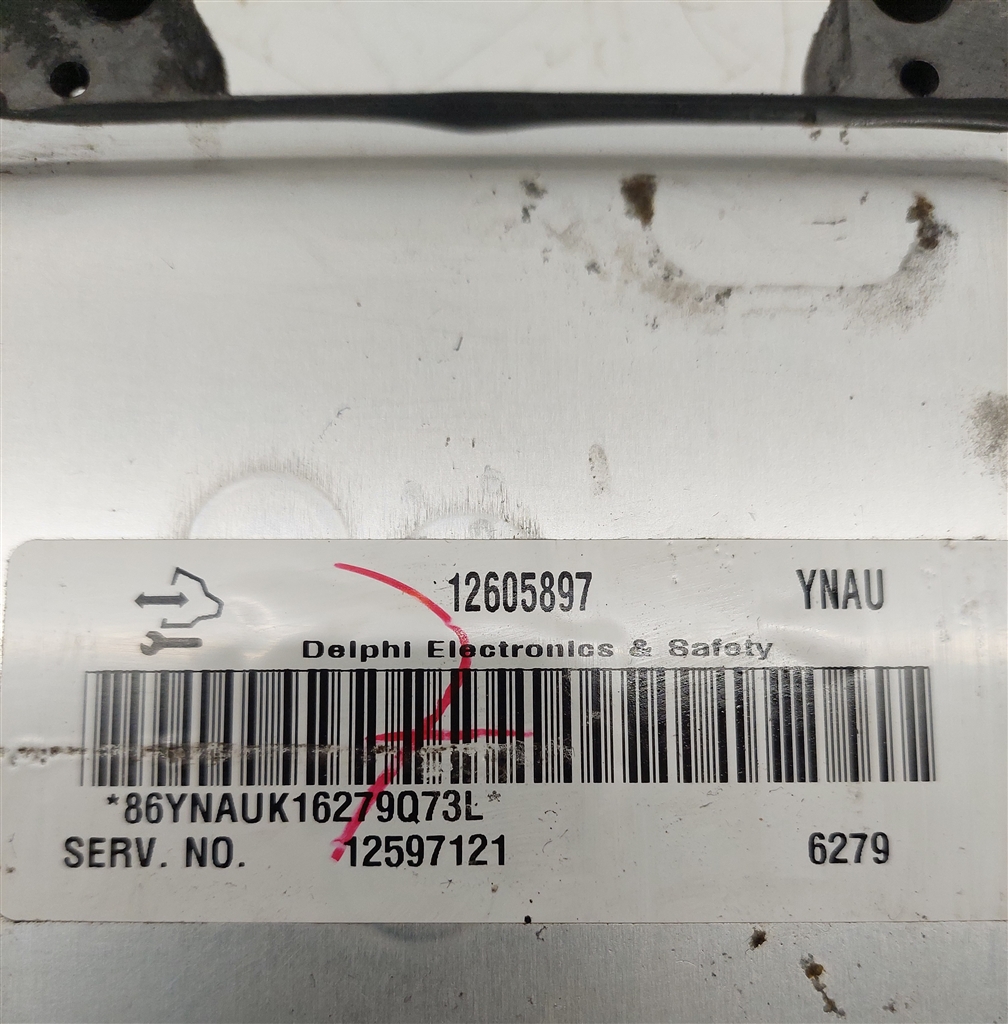 12605897 YNAU
Delphi Electronics & Safety
*86YNAUK16279Q73L*
SERV. NO. 12597121 6279